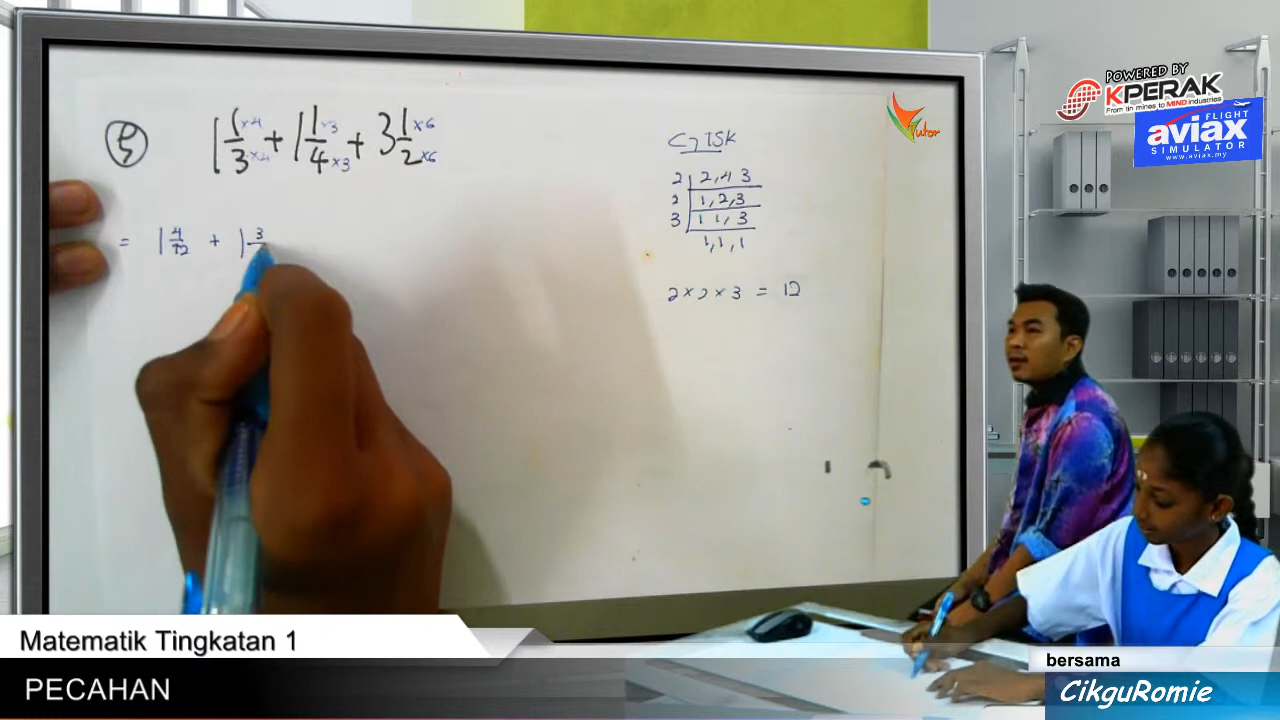 1 1/3 ×4 ×4 + 1 1/4 ×3 ×3 + 3 1/2 ×6 ×6
= 1 4/12 + 1 3
GTSK
2 | 2, 4 3
2 | 1, 2, 3
3 | 1 1, 3
1, 1, 1
2 × 2 × 3 = 12
Tutor
POWERED BY
KPERAK
From tin mines to MIND industries
FLIGHT
aviax
SIMULATOR
www.aviax.my
Matematik Tingkatan 1
PECAHAN
bersama
CikguRomie